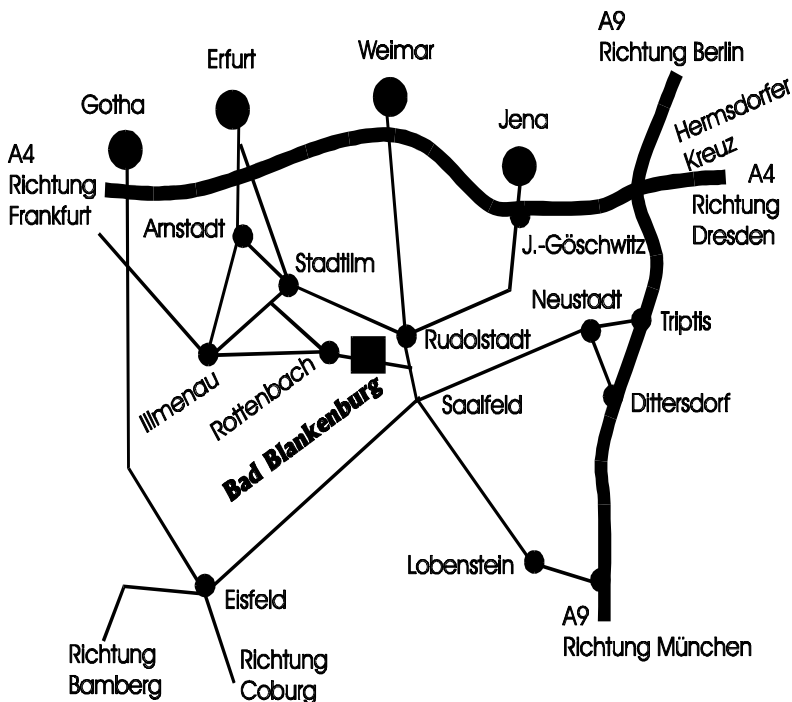 A9
Richtung Berlin
Weimar
Erfurt
Gotha
Jena
Hermsdorfer
Kreuz
A4
Richtung
Frankfurt
A4
Richtung
Dresden
Arnstadt
J.-Göschwitz
Stadtilm
Neustadt
Triptis
Rudolstadt
Illmenau
Rottenbach
Bad Blankenburg
Saalfeld
Dittersdorf
Lobenstein
Eisfeld
A9
Richtung München
Richtung
Bamberg
Richtung
Coburg